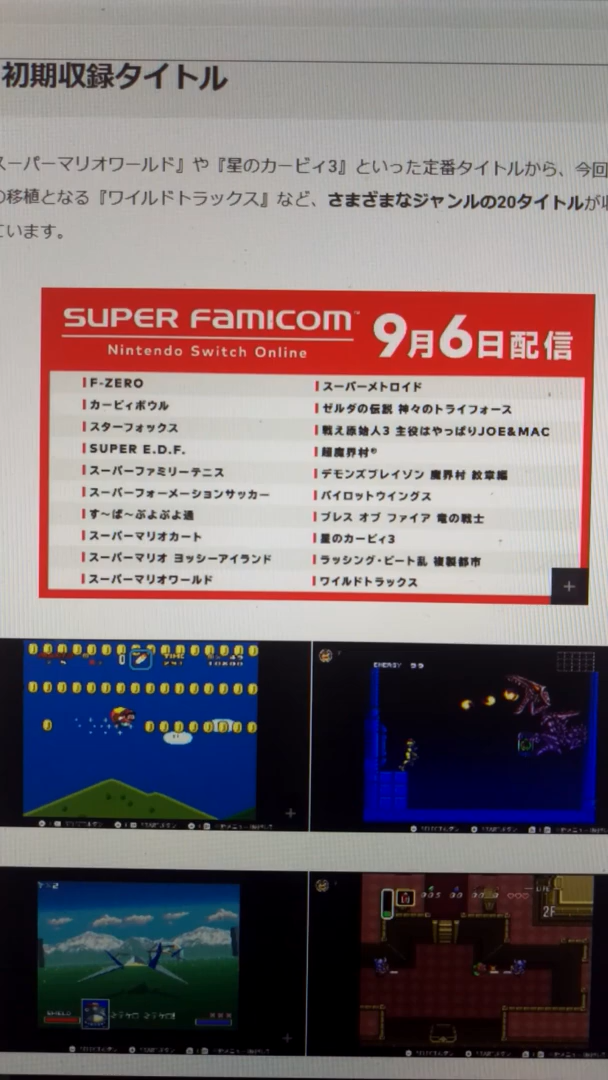 初期収録タイトル
スーパーマリオワールド』や『星のカービィ3』といった定番タイトルから、今回
の移植となる『ワイルドトラックス』など、さまざまなジャンルの20タイトルが収
ています。
SUPER FAMICOM™
Nintendo Switch Online
9月6日配信
F-ZERO
カービィボウル
スターフォックス
SUPER E.D.F.
スーパーファミリーテニス
スーパーフォーメーションサッカー
す〜ぱ〜ぷよぷよ通
スーパーマリオカート
スーパーマリオ ヨッシーアイランド
スーパーマリオワールド
スーパーメトロイド
ゼルダの伝説 神々のトライフォース
戦え原始人3 主役はやっぱりJOE&MAC
超魔界村®
デモンズブレイゾン 魔界村 紋章編
パイロットウイングス
ブレス オブ ファイア 竜の戦士
星のカービィ3
ラッシング・ビート乱 複製都市
ワイルドトラックス
TIME
ENERGY 99
SHIELD
2F